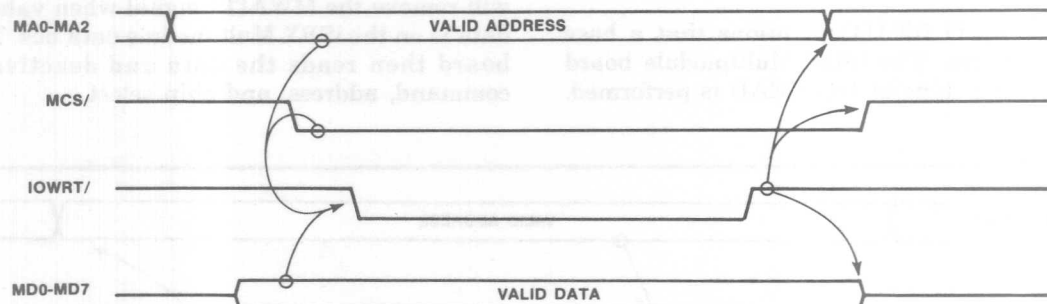 MA0-MA2
VALID ADDRESS
MCS/
IOWRT/
MD0-MD7
VALID DATA